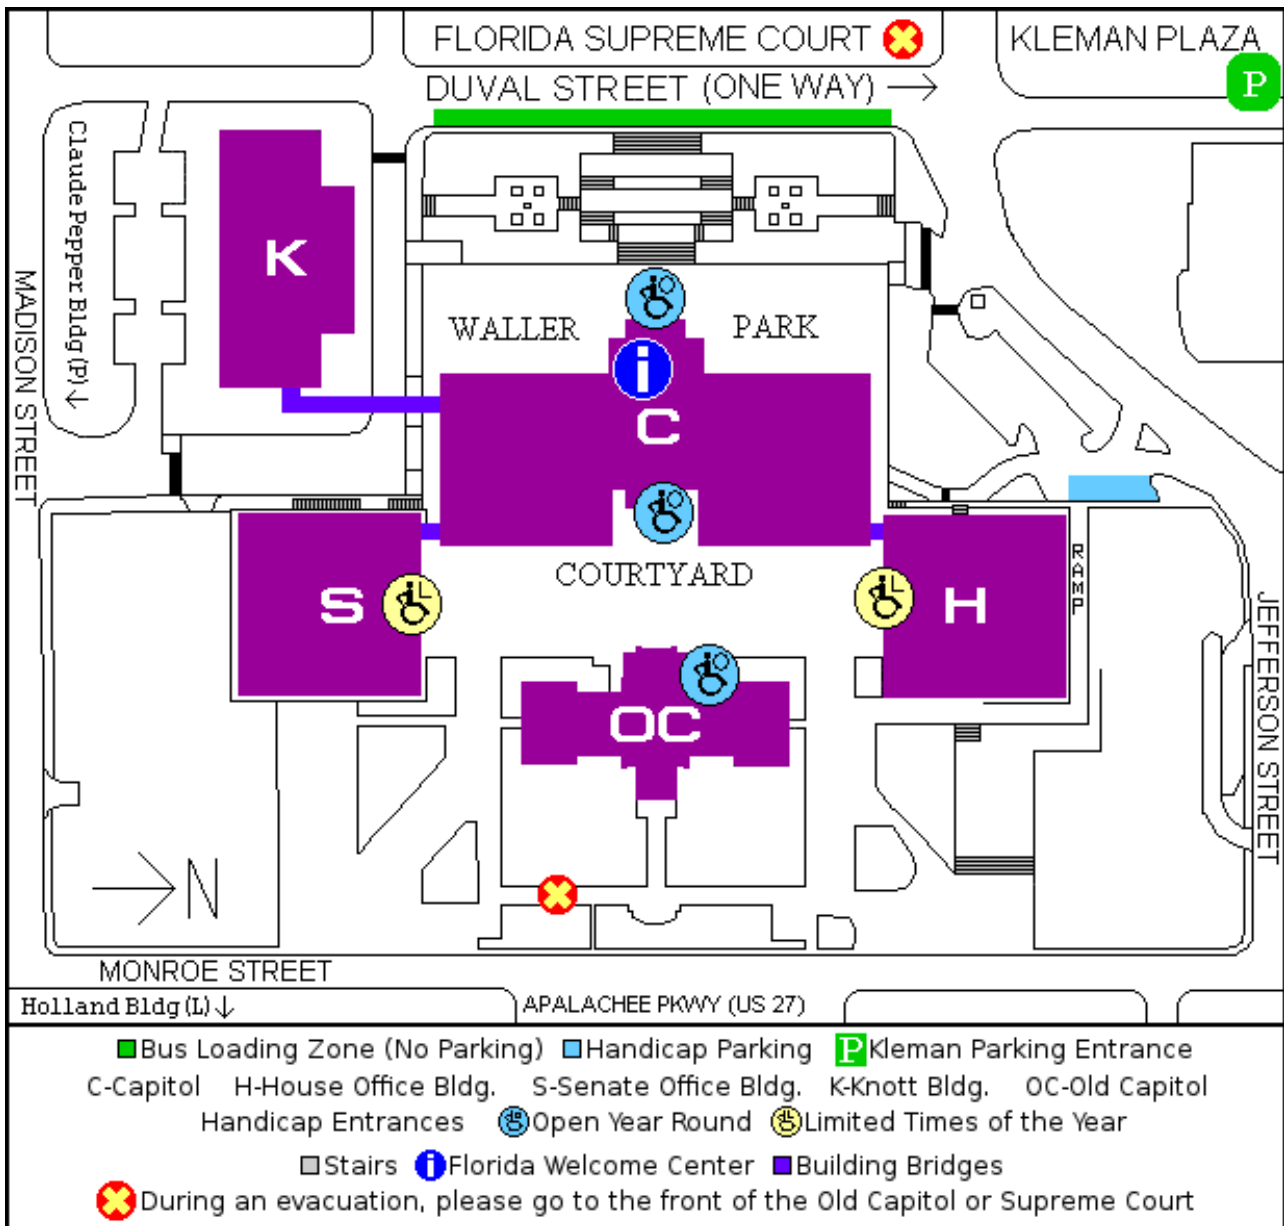 FLORIDA SUPREME COURT
KLEMAN PLAZA
DUVAL STREET (ONE WAY)
P
Claude Pepper Bldg (P)
MADISON STREET
K
WALLER PARK
i
C
COURTYARD
S
H
RAMP
OC
JEFFERSON STREET
N
MONROE STREET
Holland Bldg (L)
APALACHEE PKWY (US 27)
Bus Loading Zone (No Parking) Handicap Parking P Kleman Parking Entrance
C-Capitol H-House Office Bldg. S-Senate Office Bldg. K-Knott Bldg. OC-Old Capitol
Handicap Entrances Open Year Round Limited Times of the Year
Stairs i Florida Welcome Center Building Bridges
During an evacuation, please go to the front of the Old Capitol or Supreme Court